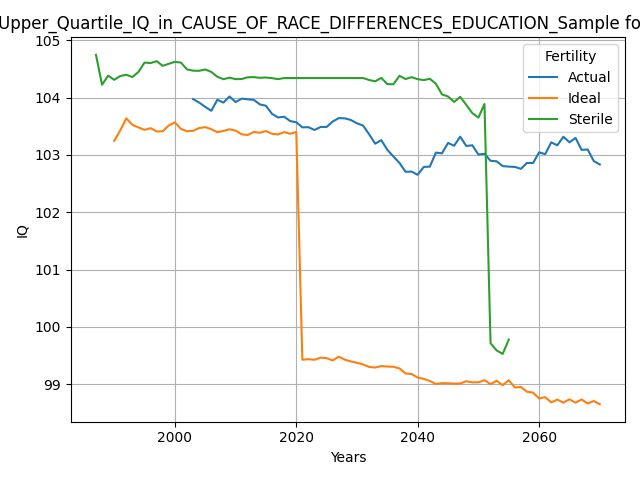 Upper_Quartile_IQ_in_CAUSE_OF_RACE_DIFFERENCES_EDUCATION_Sample fo
105
104
103
102
101
100
99
IQ
Fertility
Actual
Ideal
Sterile
2000
2020
2040
2060
Years